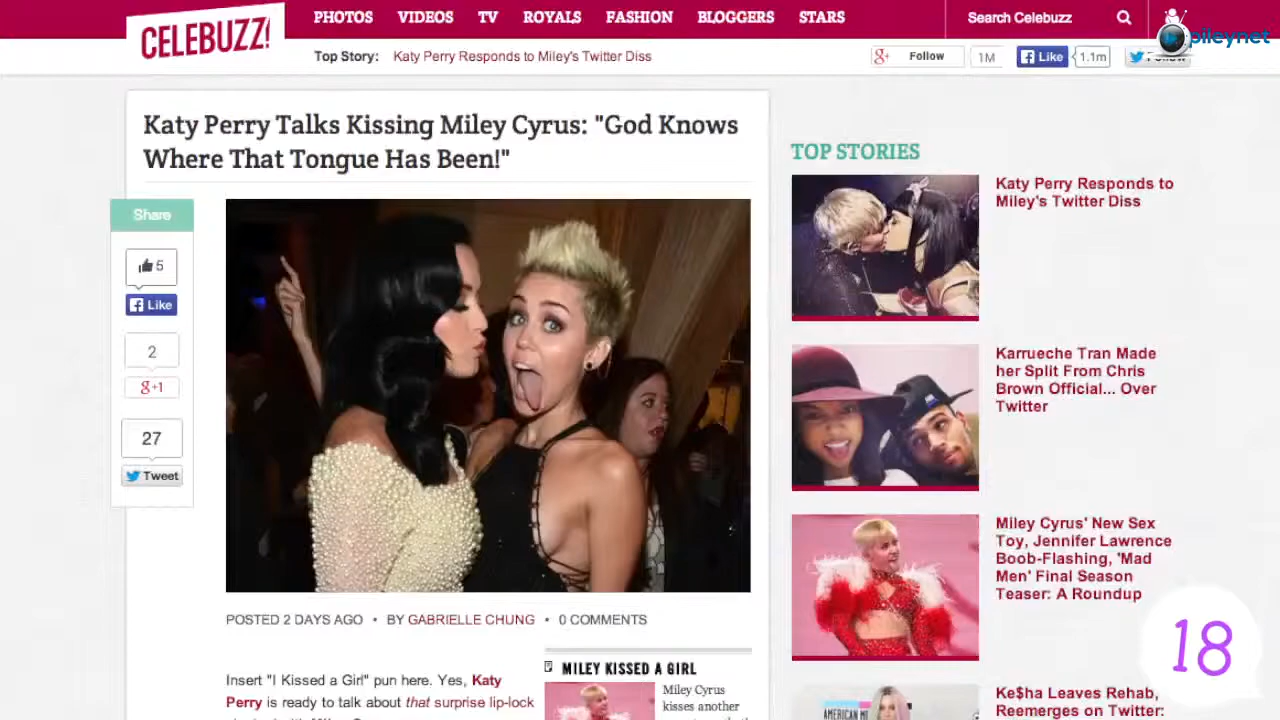 CELEBUZZ!
PHOTOS VIDEOS TV ROYALS FASHION BLOGGERS STARS
Search Celebuzz
pileynet
Top Story: Katy Perry Responds to Miley's Twitter Diss
Follow 1M Like 1.1m Follow
Katy Perry Talks Kissing Miley Cyrus: "God Knows
Where That Tongue Has Been!"
Share
5
Like
2
g+1
27
Tweet
POSTED 2 DAYS AGO • BY GABRIELLE CHUNG • 0 COMMENTS
Insert "I Kissed a Girl" pun here. Yes, Katy
Perry is ready to talk about that surprise lip-lock
MILEY KISSED A GIRL
Miley Cyrus
kisses another
TOP STORIES
Katy Perry Responds to
Miley's Twitter Diss
Karrueche Tran Made
her Split From Chris
Brown Official... Over
Twitter
Miley Cyrus' New Sex
Toy, Jennifer Lawrence
Boob-Flashing, 'Mad
Men' Final Season
Teaser: A Roundup
AMERICAN
Ke$ha Leaves Rehab,
Reemerges on Twitter:
18